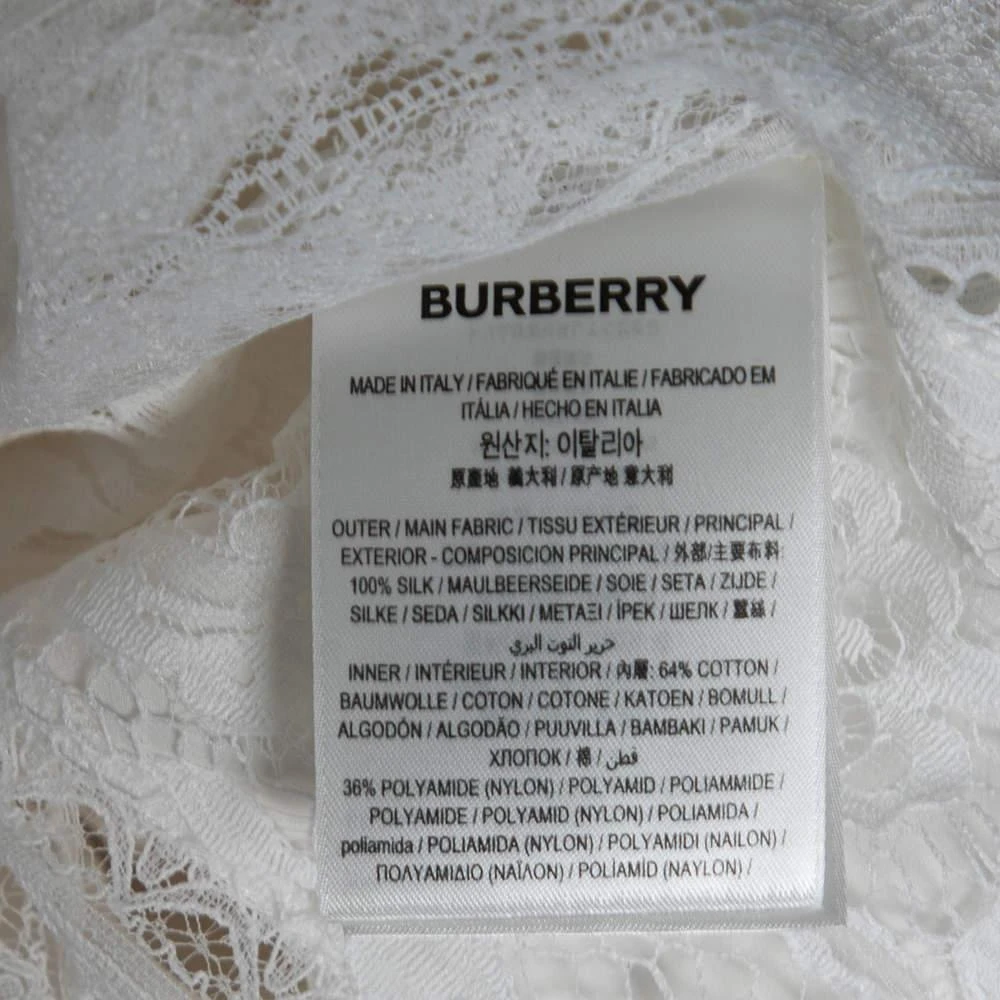 BURBERRY
MADE IN ITALY / FABRIQUÉ EN ITALIE / FABRICADO EM
ITÁLIA / HECHO EN ITALIA
원산지: 이탈리아
原產地 義大利 / 原产地 意大利
OUTER / MAIN FABRIC / TISSU EXTÉRIEUR / PRINCIPAL /
EXTERIOR - COMPOSICION PRINCIPAL / 外部/主要布料:
100% SILK / MAULBEERSEIDE / SOIE / SETA / ZIJDE /
SILKE / SEDA / SILKKI / ΜΕΤΑΞΙ / İPEK / ШЕЛК / 蠶絲 /
حرير التوت البري
INNER / INTÉRIEUR / INTERIOR / 內層: 64% COTTON /
BAUMWOLLE / COTON / COTONE / KATOEN / BOMULL /
ALGODÓN / ALGODÃO / PUUVILLA / BAMBAKI / PAMUK /
ХЛОПОК / 棉 / قطن /
36% POLYAMIDE (NYLON) / POLYAMID / POLIAMMIDE /
POLYAMIDE / POLYAMID (NYLON) / POLIAMIDA /
poliamida / POLIAMIDA (NYLON) / POLYAMIDI (NAILON) /
ΠΟΛΥΑΜΙΔΙΟ (ΝΑΪΛΟΝ) / POLİAMİD (NAYLON) /